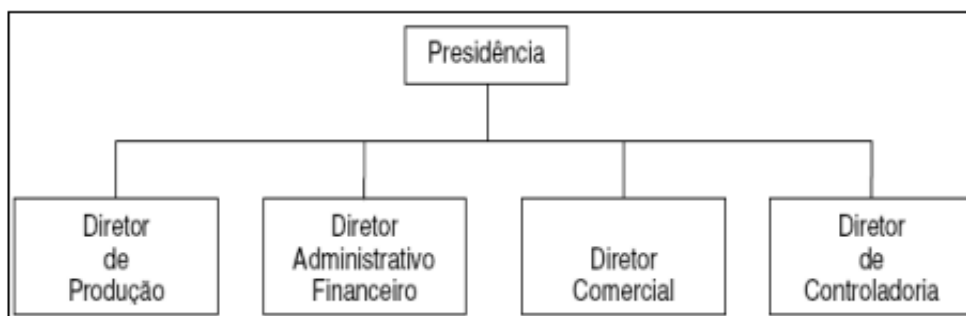 Presidência
Diretor
de
Produção
Diretor
Administrativo
Financeiro
Diretor
Comercial
Diretor
de
Controladoria